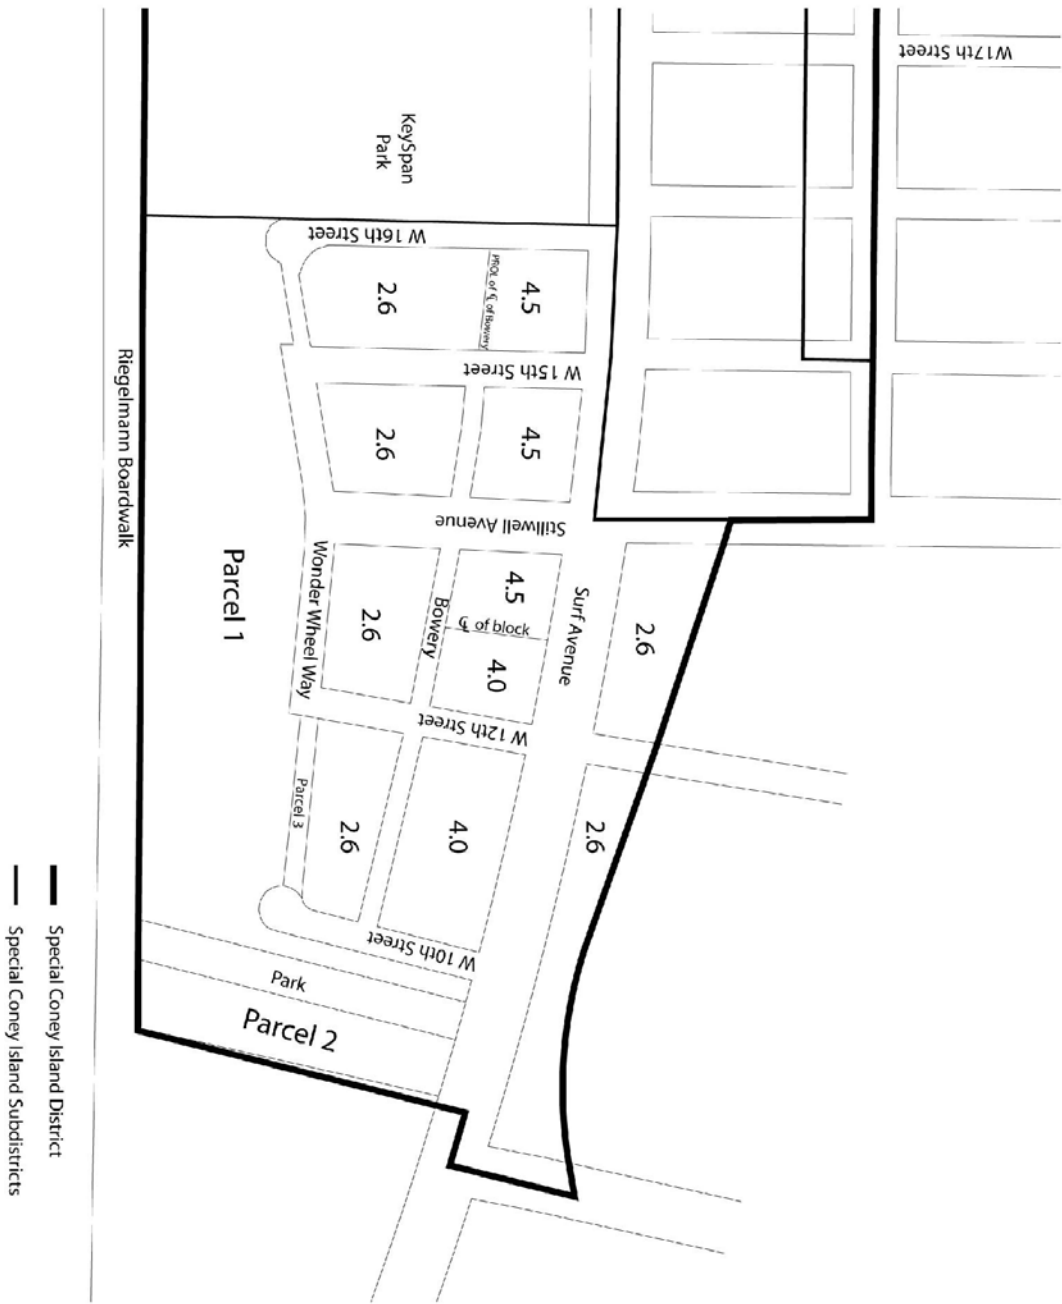 W17th Street
KeySpan
Park
W 16th Street
PROL of ℄ of Bowery
2.6
4.5
W 15th Street
2.6
4.5
Stillwell Avenue
Riegelmann Boardwalk
Parcel 1
Wonder Wheel Way
2.6
Bowery
4.5
℄ of block
4.0
Surf Avenue
2.6
W 12th Street
Parcel 3
2.6
4.0
2.6
W 10th Street
Park
Parcel 2
Special Coney Island District
Special Coney Island Subdistricts